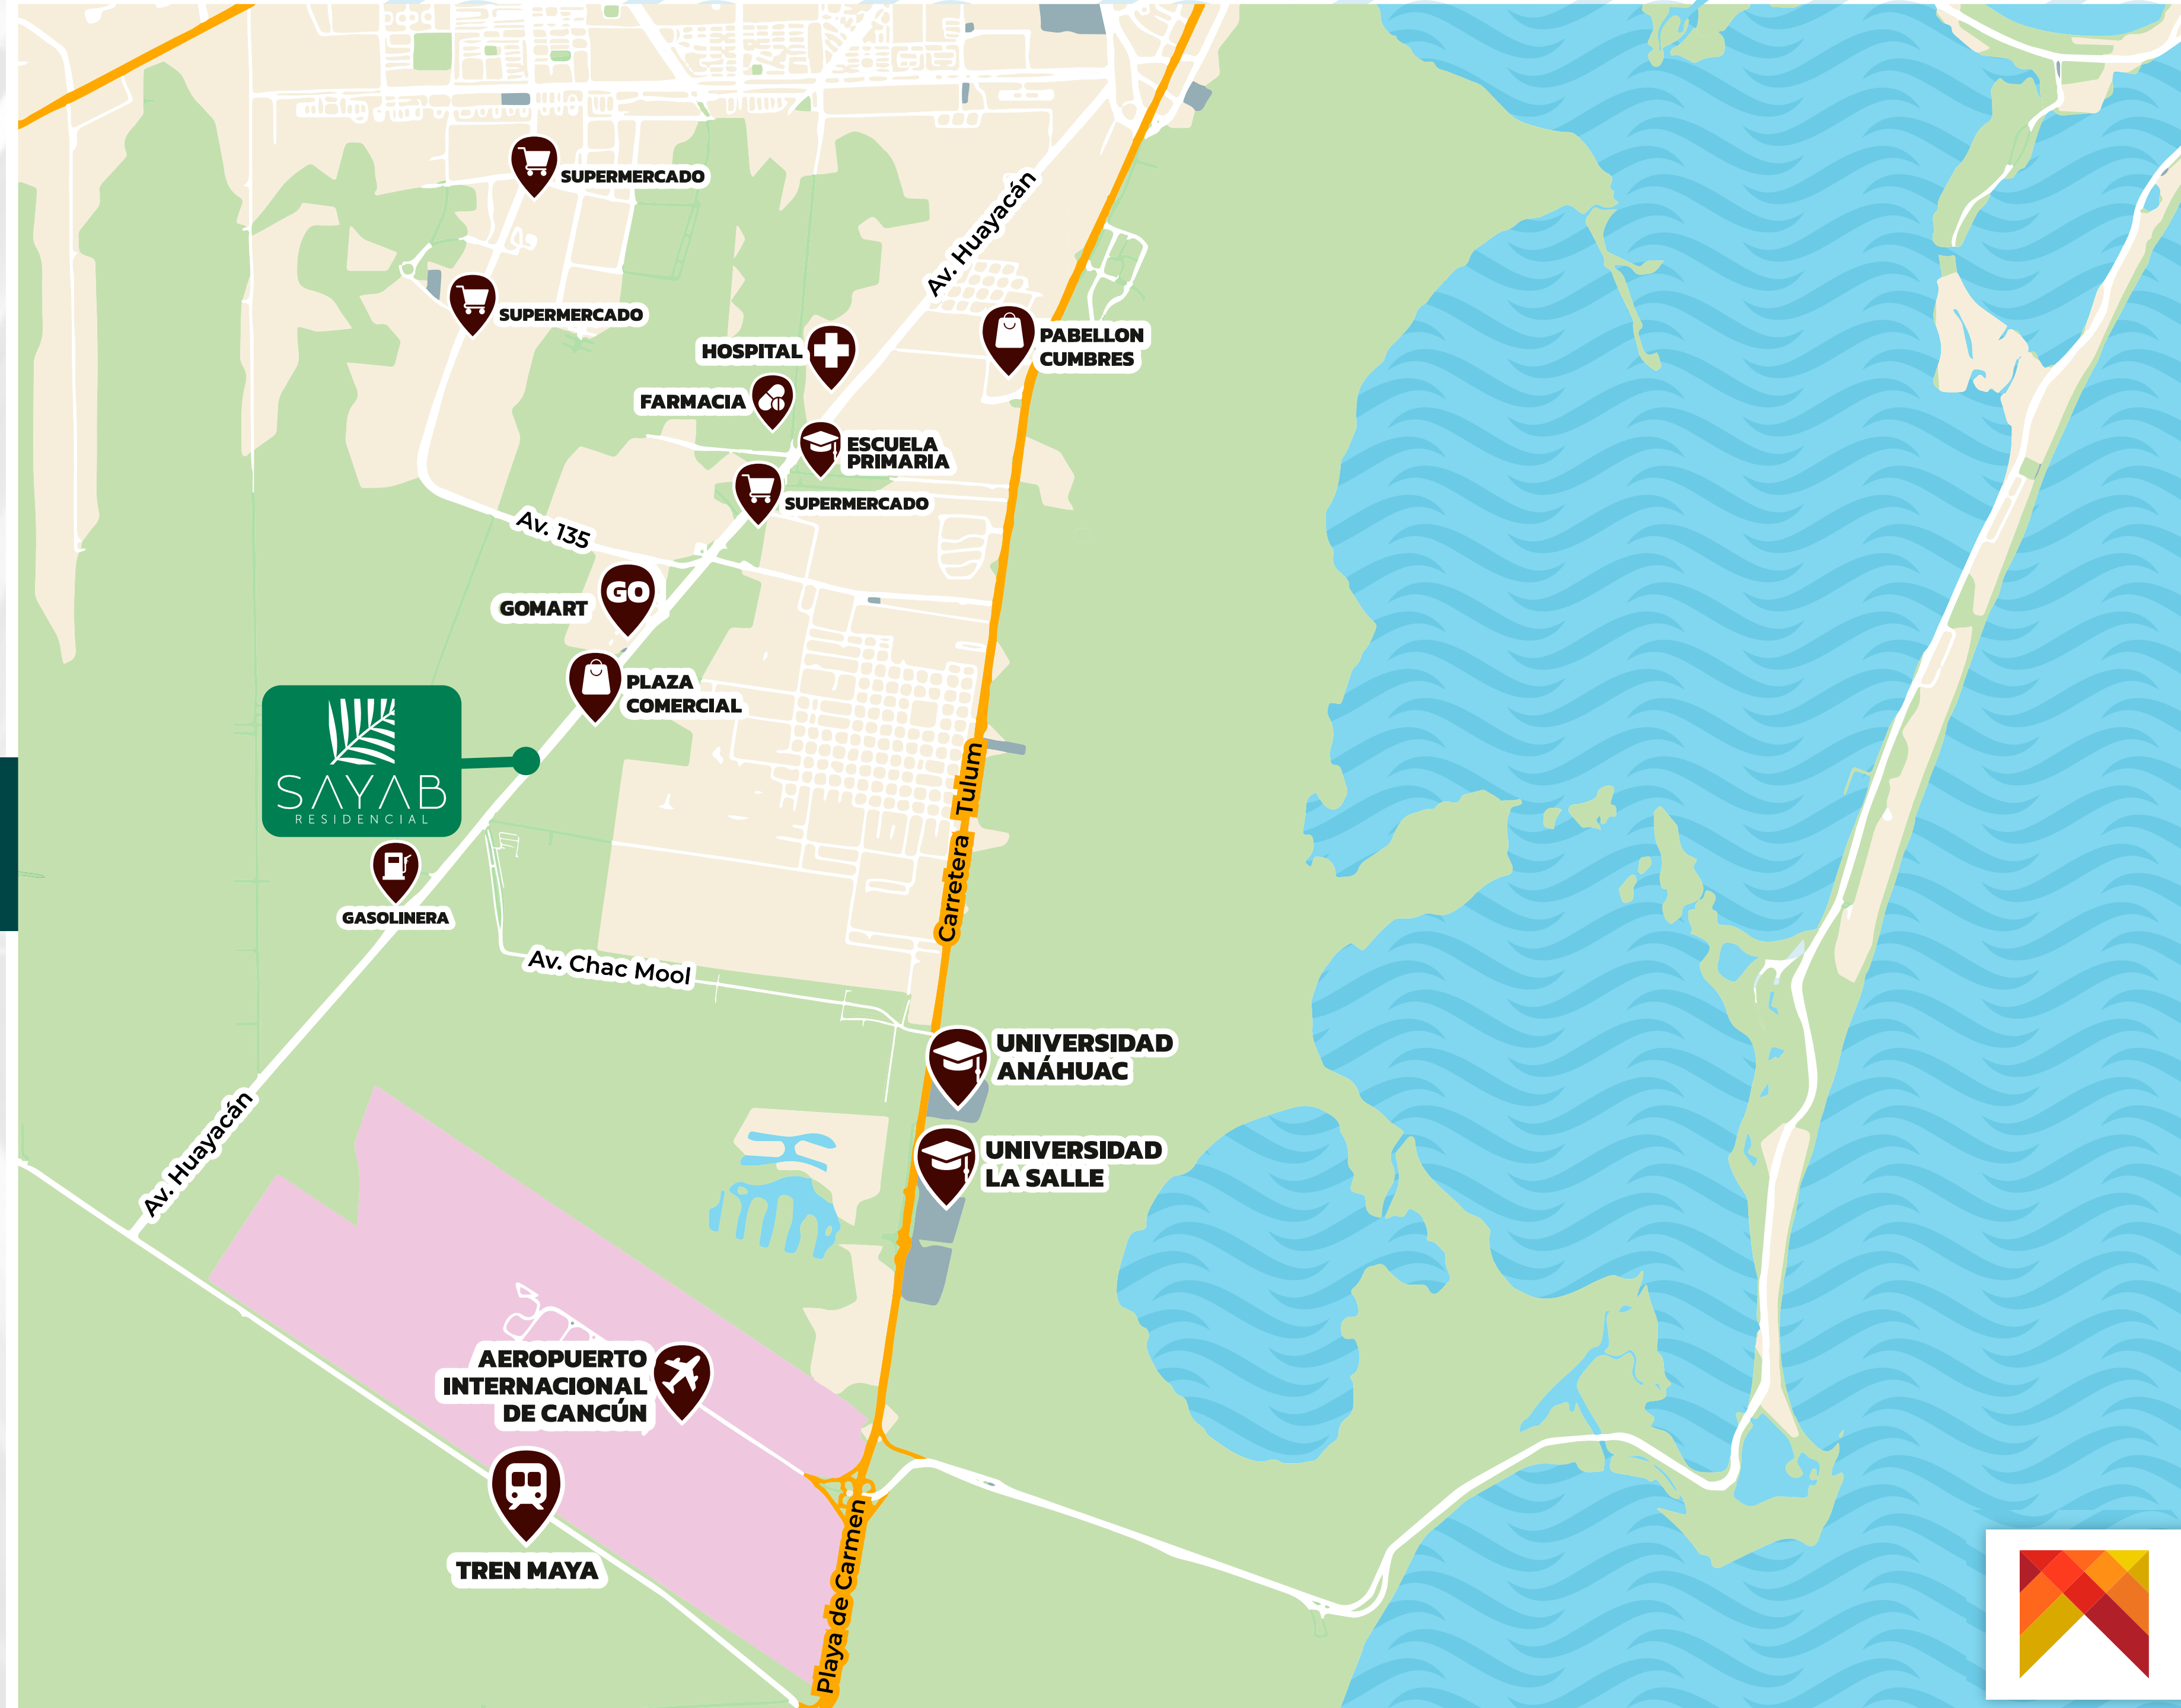 SUPERMERCADO
Av. Huayacán
SUPERMERCADO
PABELLON
CUMBRES
HOSPITAL
FARMACIA
ESCUELA
PRIMARIA
SUPERMERCADO
Av. 135
GO
GOMART
PLAZA
COMERCIAL
SAYAB
RESIDENCIAL
Carretera Tulum
GASOLINERA
Av. Chac Mool
UNIVERSIDAD
ANÁHUAC
Av. Huayacán
UNIVERSIDAD
LA SALLE
AEROPUERTO
INTERNACIONAL
DE CANCÚN
TREN MAYA
Playa de Carmen